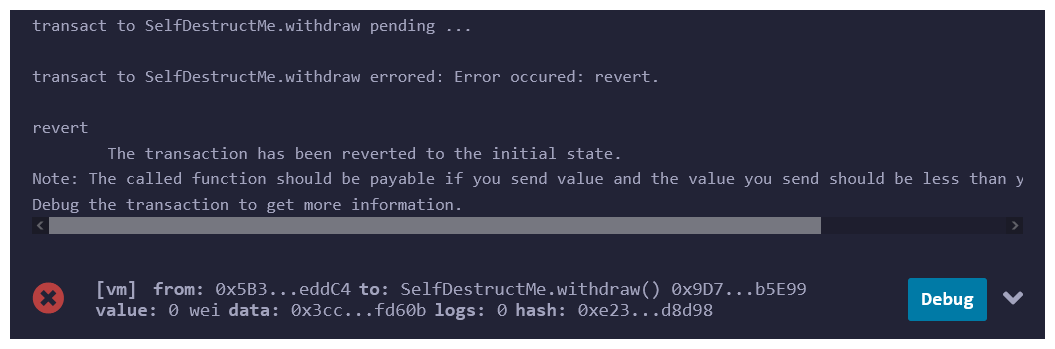 transact to SelfDestructMe.withdraw pending ...
transact to SelfDestructMe.withdraw errored: Error occured: revert.
revert
The transaction has been reverted to the initial state.
Note: The called function should be payable if you send value and the value you send should be less than y
Debug the transaction to get more information.
[vm] from: 0x5B3...eddC4 to: SelfDestructMe.withdraw() 0x9D7...b5E99
value: 0 wei data: 0x3cc...fd60b logs: 0 hash: 0xe23...d8d98
Debug